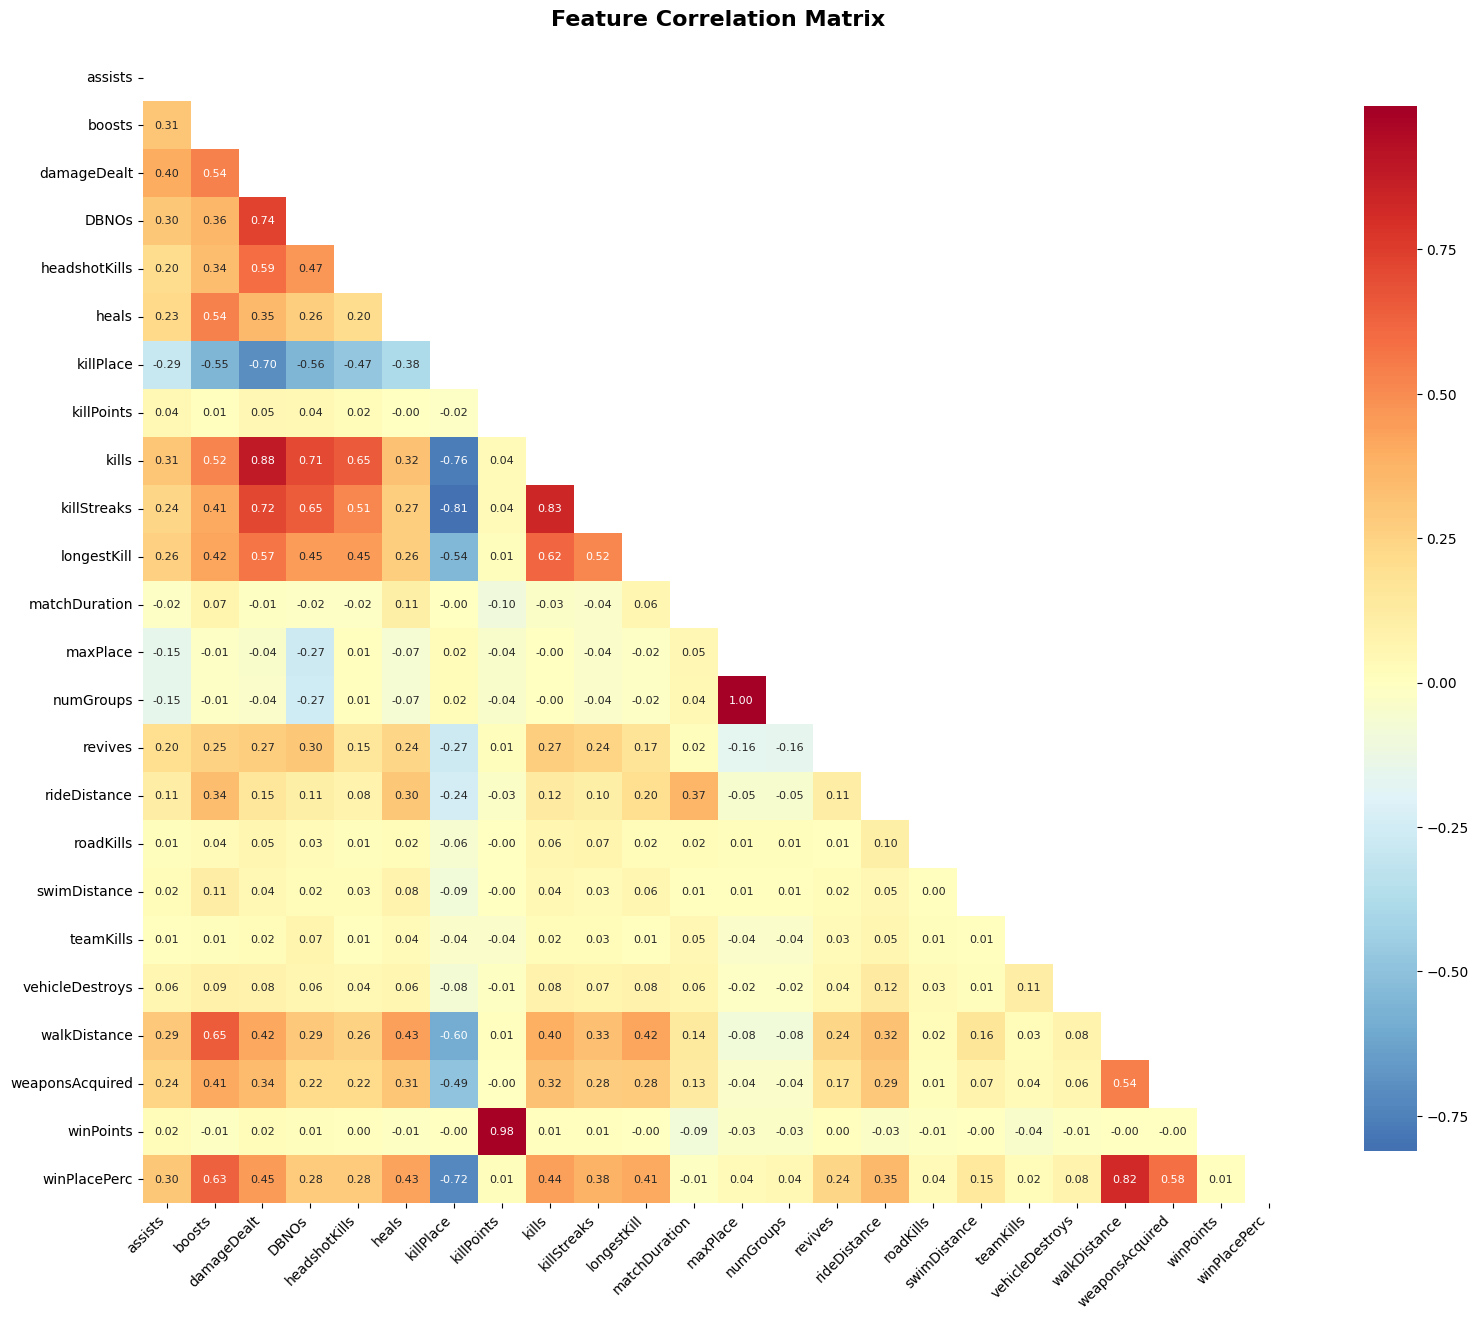 Feature Correlation Matrix
assists
boosts 0.31
damageDealt 0.40 0.54
DBNOs 0.30 0.36 0.74
headshotKills 0.20 0.34 0.59 0.47
heals 0.23 0.54 0.35 0.26 0.20
killPlace -0.29 -0.55 -0.70 -0.56 -0.47 -0.38
killPoints 0.04 0.01 0.05 0.04 0.02 -0.00 -0.02
kills 0.31 0.52 0.88 0.71 0.65 0.32 -0.76 0.04
killStreaks 0.24 0.41 0.72 0.65 0.51 0.27 -0.81 0.04 0.83
longestKill 0.26 0.42 0.57 0.45 0.45 0.26 -0.54 0.01 0.62 0.52
matchDuration -0.02 0.07 -0.01 -0.02 -0.02 0.11 -0.00 -0.10 -0.03 -0.04 0.06
maxPlace -0.15 -0.01 -0.04 -0.27 0.01 -0.07 0.02 -0.04 -0.00 -0.04 -0.02 0.05
numGroups -0.15 -0.01 -0.04 -0.27 0.01 -0.07 0.02 -0.04 -0.00 -0.04 -0.02 0.04 1.00
revives 0.20 0.25 0.27 0.30 0.15 0.24 -0.27 0.01 0.27 0.24 0.17 0.02 -0.16 -0.16
rideDistance 0.11 0.34 0.15 0.11 0.08 0.30 -0.24 -0.03 0.12 0.10 0.20 0.37 -0.05 -0.05 0.11
roadKills 0.01 0.04 0.05 0.03 0.01 0.02 -0.06 -0.00 0.06 0.07 0.02 0.02 0.01 0.01 0.01 0.10
swimDistance 0.02 0.11 0.04 0.02 0.03 0.08 -0.09 -0.00 0.04 0.03 0.06 0.01 0.01 0.01 0.02 0.05 0.00
teamKills 0.01 0.01 0.02 0.07 0.01 0.04 -0.04 -0.04 0.02 0.03 0.01 0.05 -0.04 -0.04 0.03 0.05 0.01 0.01
vehicleDestroys 0.06 0.09 0.08 0.06 0.04 0.06 -0.08 -0.01 0.08 0.07 0.08 0.06 -0.02 -0.02 0.04 0.12 0.03 0.01 0.11
walkDistance 0.29 0.65 0.42 0.29 0.26 0.43 -0.60 0.01 0.40 0.33 0.42 0.14 -0.08 -0.08 0.24 0.32 0.02 0.16 0.03 0.08
weaponsAcquired 0.24 0.41 0.34 0.22 0.22 0.31 -0.49 -0.00 0.32 0.28 0.28 0.13 -0.04 -0.04 0.17 0.29 0.01 0.07 0.04 0.06 0.54
winPoints 0.02 -0.01 0.02 0.01 0.00 -0.01 -0.00 0.98 0.01 0.01 -0.00 -0.09 -0.03 -0.03 0.00 -0.03 -0.01 -0.00 -0.04 -0.01 -0.00 -0.00
winPlacePerc 0.30 0.63 0.45 0.28 0.28 0.43 -0.72 0.01 0.44 0.38 0.41 -0.01 0.04 0.04 0.24 0.35 0.04 0.15 0.02 0.08 0.82 0.58 0.01
assists boosts damageDealt DBNOs headshotKills heals killPlace killPoints kills killStreaks longestKill matchDuration maxPlace numGroups revives rideDistance roadKills swimDistance teamKills vehicleDestroys walkDistance weaponsAcquired winPoints winPlacePerc
0.75
0.50
0.25
0.00
−0.25
−0.50
−0.75